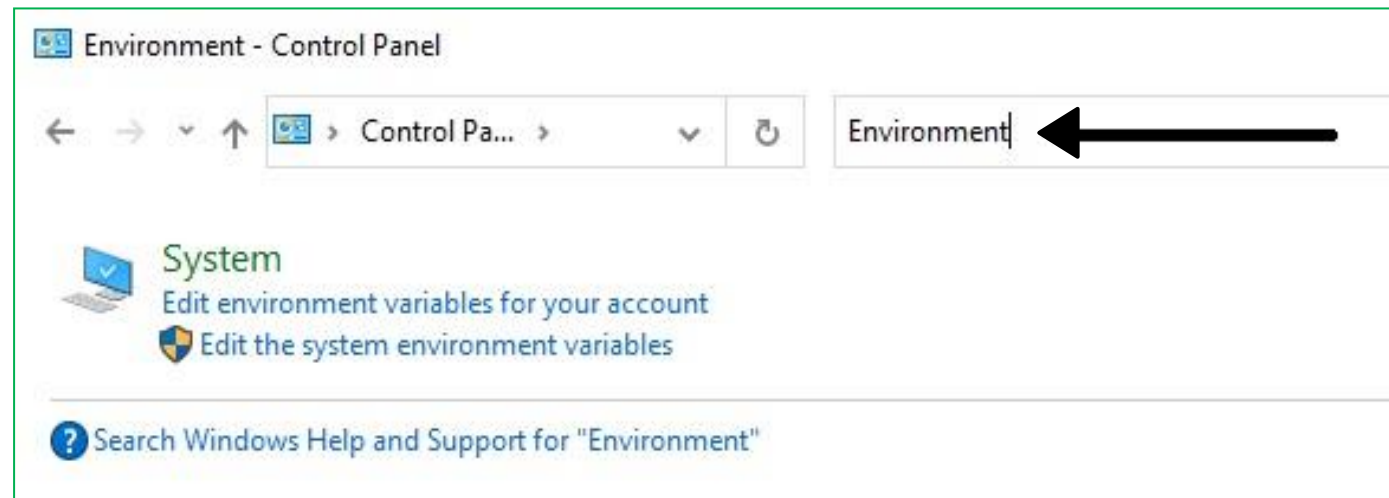 Environment - Control Panel
Control Pa...
Environment
System
Edit environment variables for your account
Edit the system environment variables
Search Windows Help and Support for "Environment"